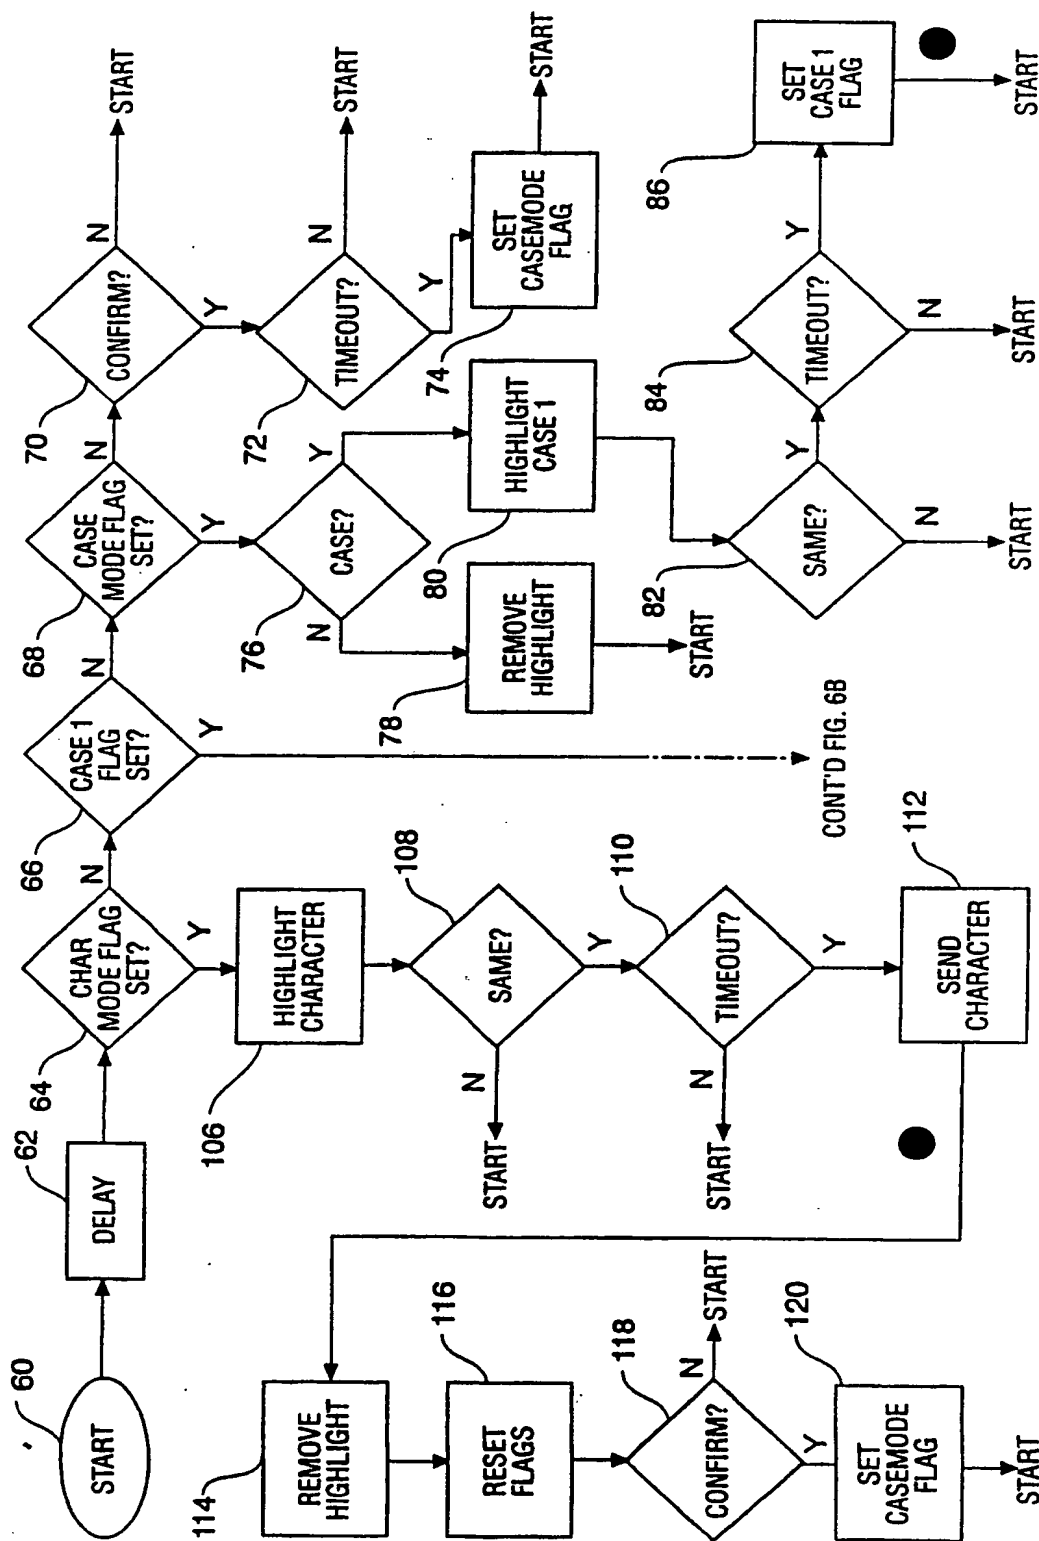 60
START
62
DELAY
64
CHAR
MODE FLAG
SET?
N
Y
66
CASE 1
FLAG
SET?
N
Y
CONT'D FIG. 6B
68
CASE
MODE FLAG
SET?
N
Y
70
CONFIRM?
N
START
Y
72
TIMEOUT?
N
START
Y
74
SET
CASEMODE
FLAG
START
76
CASE?
N
Y
78
REMOVE
HIGHLIGHT
START
80
HIGHLIGHT
CASE 1
82
SAME?
Y
N
START
84
TIMEOUT?
Y
N
START
86
SET
CASE 1
FLAG
START
106
HIGHLIGHT
CHARACTER
108
SAME?
N
START
Y
110
TIMEOUT?
N
START
Y
112
SEND
CHARACTER
114
REMOVE
HIGHLIGHT
116
RESET
FLAGS
118
CONFIRM?
N
START
Y
120
SET
CASEMODE
FLAG
START